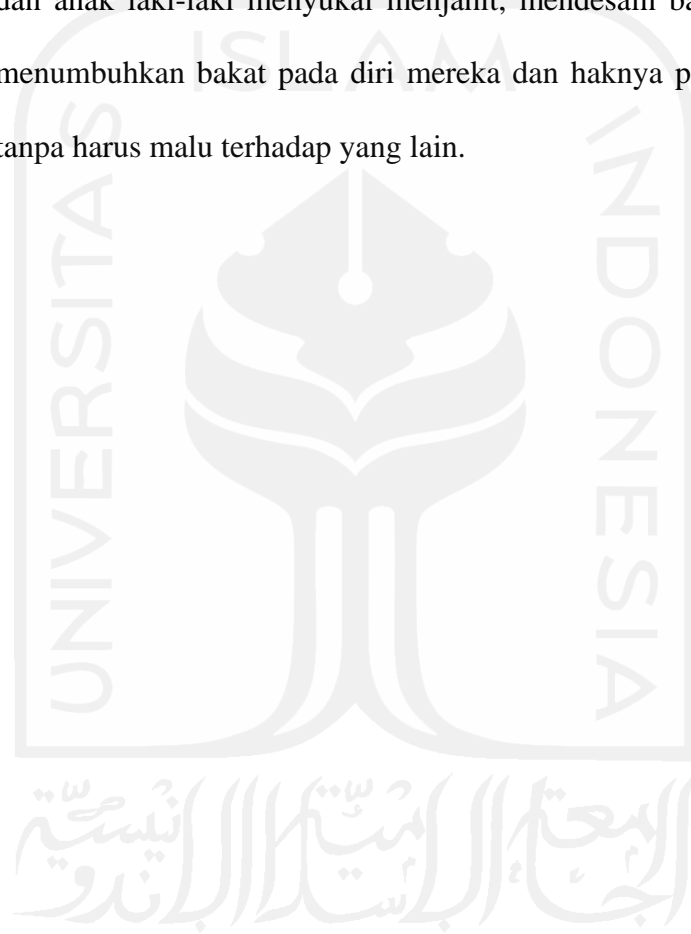 dan anak laki-laki menyukai menjahit, mendesain
menumbuhkan bakat pada diri mereka dan haknya
tanpa harus malu terhadap yang lain.
ISLAM
UNIVERSITAS
INDONESIA